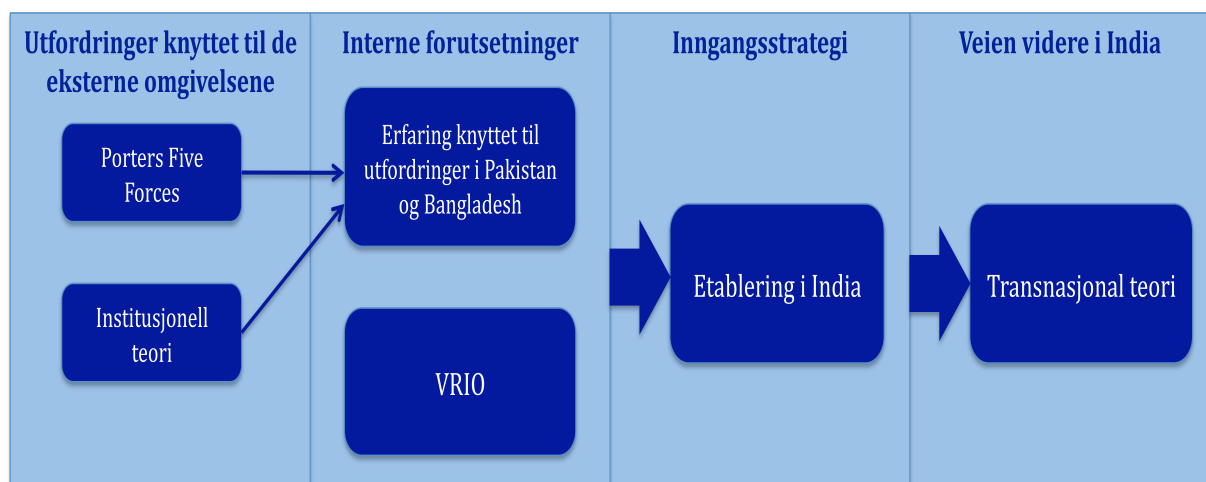 Utfordringer knyttet til de
eksterne omgivelsene
Porters Five
Forces
Institusjonell
teori
Interne forutsetninger
Erfaring knyttet til
utfordringer i Pakistan
og Bangladesh
VRIO
Inngangsstrategi
Etablering i India
Veien videre i India
Transnasjonal teori